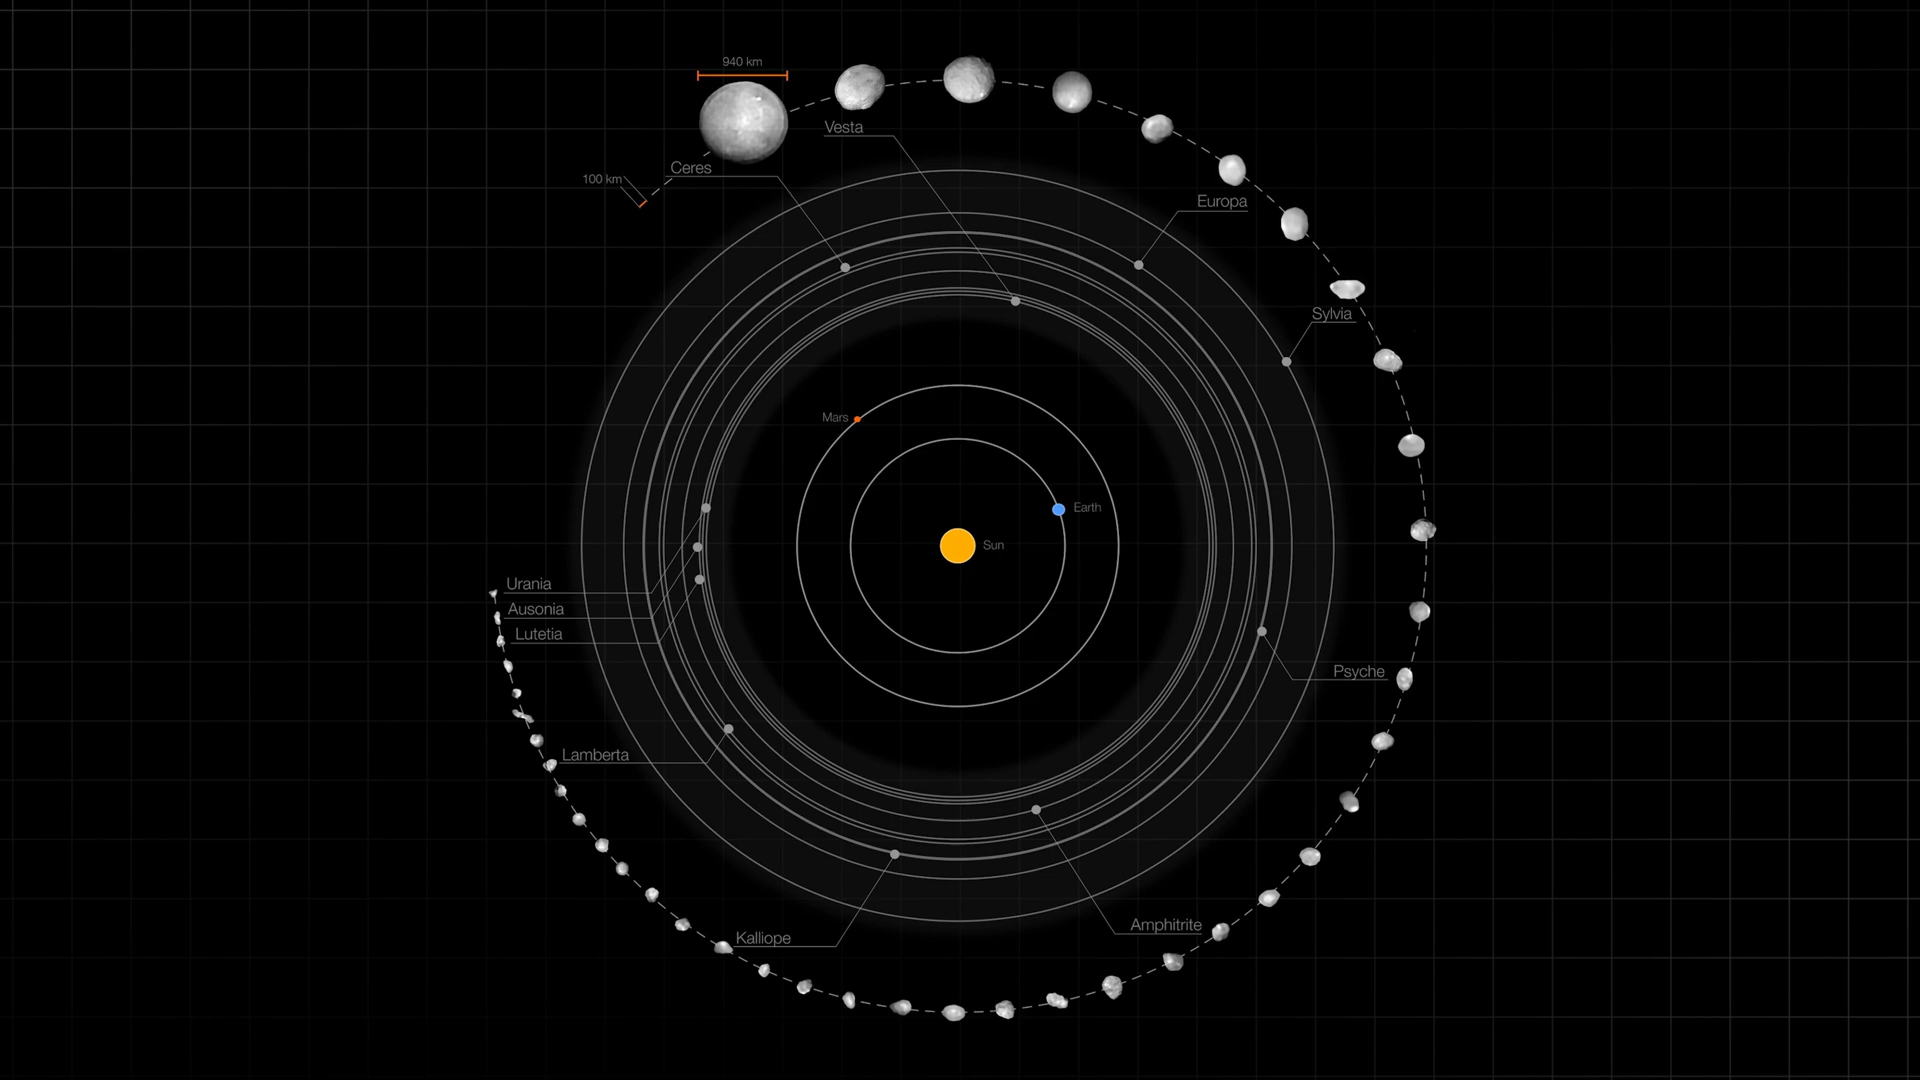 940 km
Vesta
Ceres
100 km
Europa
Sylvia
Mars
Earth
Sun
Urania
Ausonia
Lutetia
Psyche
Lamberta
Amphitrite
Kalliope